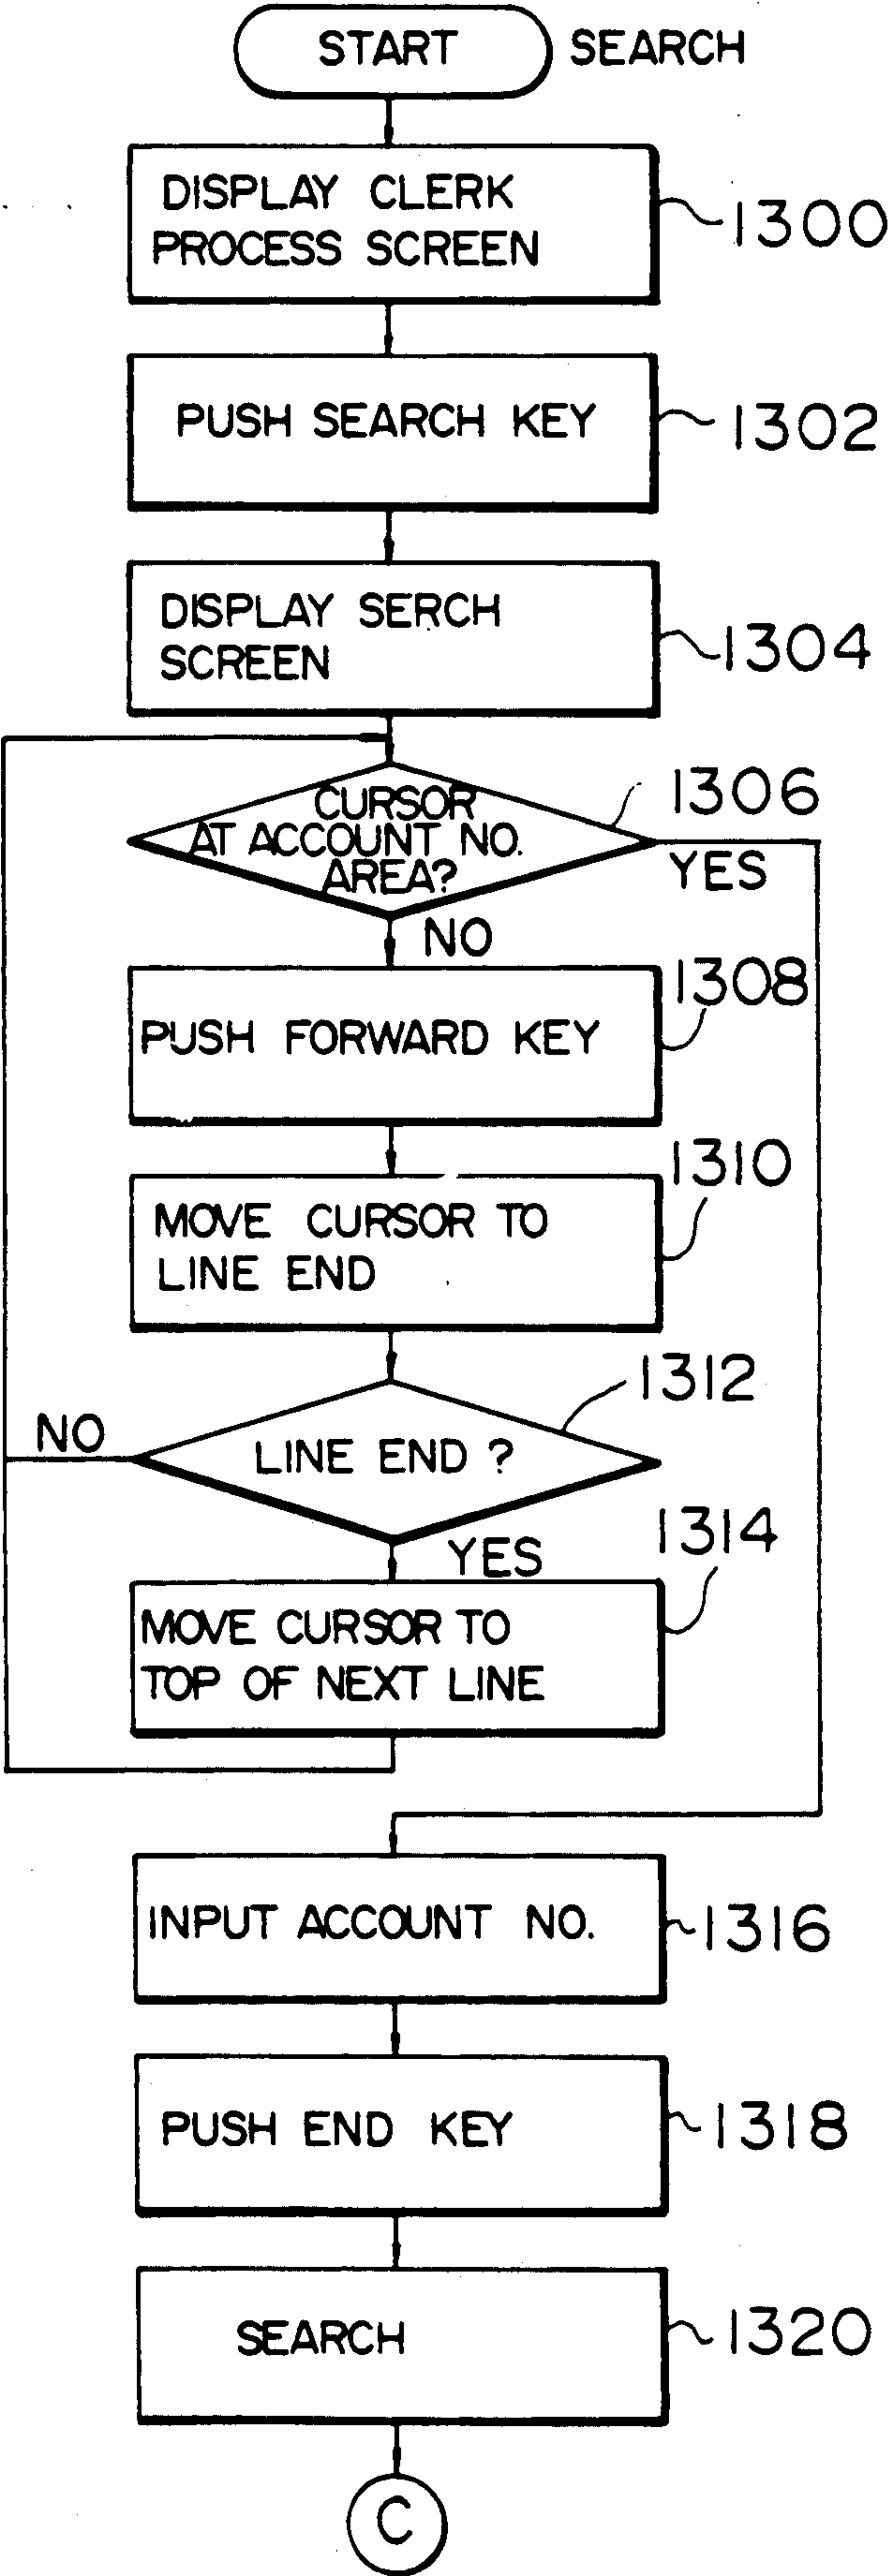 START SEARCH
DISPLAY CLERK
PROCESS SCREEN
1300
PUSH SEARCH KEY
1302
DISPLAY SERCH
SCREEN
1304
CURSOR
AT ACCOUNT NO.
AREA?
1306
YES
NO
PUSH FORWARD KEY
1308
MOVE CURSOR TO
LINE END
1310
LINE END ?
1312
NO
YES
MOVE CURSOR TO
TOP OF NEXT LINE
1314
INPUT ACCOUNT NO.
1316
PUSH END KEY
1318
SEARCH
1320
C